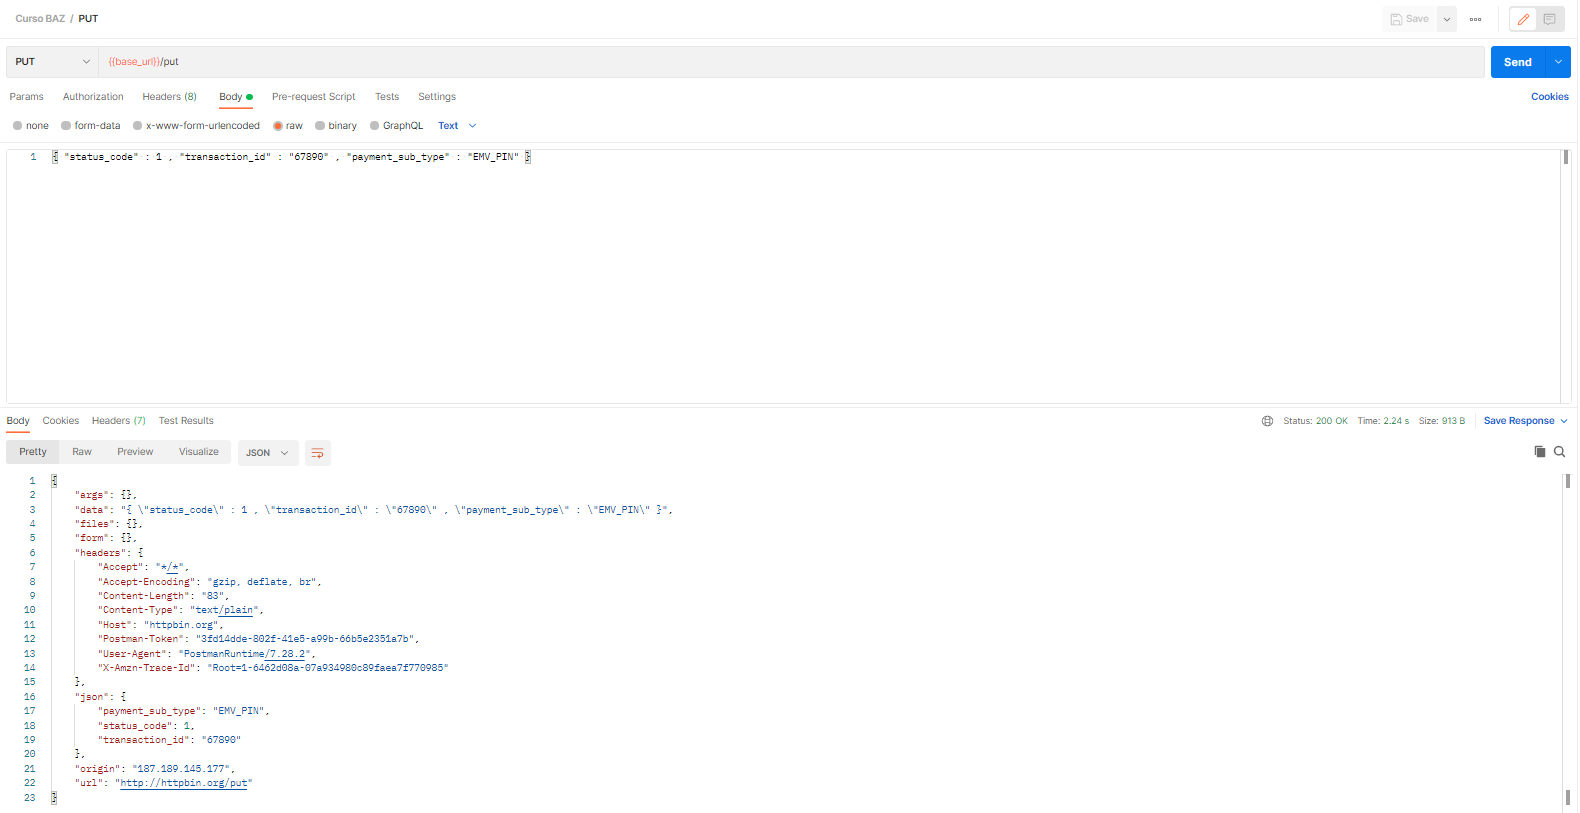 Curso BAZ / PUT
Save
PUT {{base_url}}/put Send
Params Authorization Headers (8) Body Pre-request Script Tests Settings Cookies
none form-data x-www-form-urlencoded raw binary GraphQL Text
1 { "status_code" : 1 , "transaction_id" : "67890" , "payment_sub_type" : "EMV_PIN" }
Body Cookies Headers (7) Test Results Status: 200 OK Time: 2.24 s Size: 913 B Save Response
Pretty Raw Preview Visualize JSON
1 {
2 "args": {},
3 "data": "{ \"status_code\" : 1 , \"transaction_id\" : \"67890\" , \"payment_sub_type\" : \"EMV_PIN\" }",
4 "files": {},
5 "form": {},
6 "headers": {
7 "Accept": "*/*",
8 "Accept-Encoding": "gzip, deflate, br",
9 "Content-Length": "83",
10 "Content-Type": "text/plain",
11 "Host": "httpbin.org",
12 "Postman-Token": "3fd14dde-802f-41e5-a99b-66b5e2351a7b",
13 "User-Agent": "PostmanRuntime/7.28.2",
14 "X-Amzn-Trace-Id": "Root=1-6462d08a-07a934980c89faea7f770985"
15 },
16 "json": {
17 "payment_sub_type": "EMV_PIN",
18 "status_code": 1,
19 "transaction_id": "67890"
20 },
21 "origin": "187.189.145.177",
22 "url": "http://httpbin.org/put"
23 }